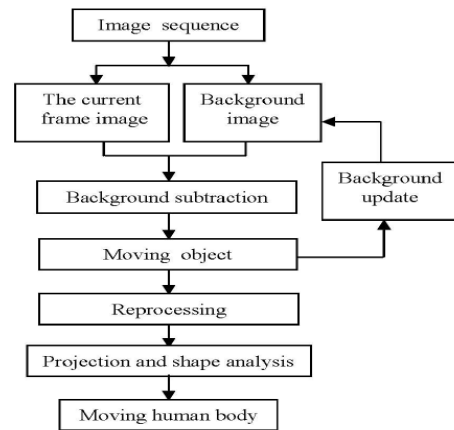 Image sequence
The current
frame image
Background
image
Background subtraction
Background
update
Moving object
Reprocessing
Projection and shape analysis
Moving human body